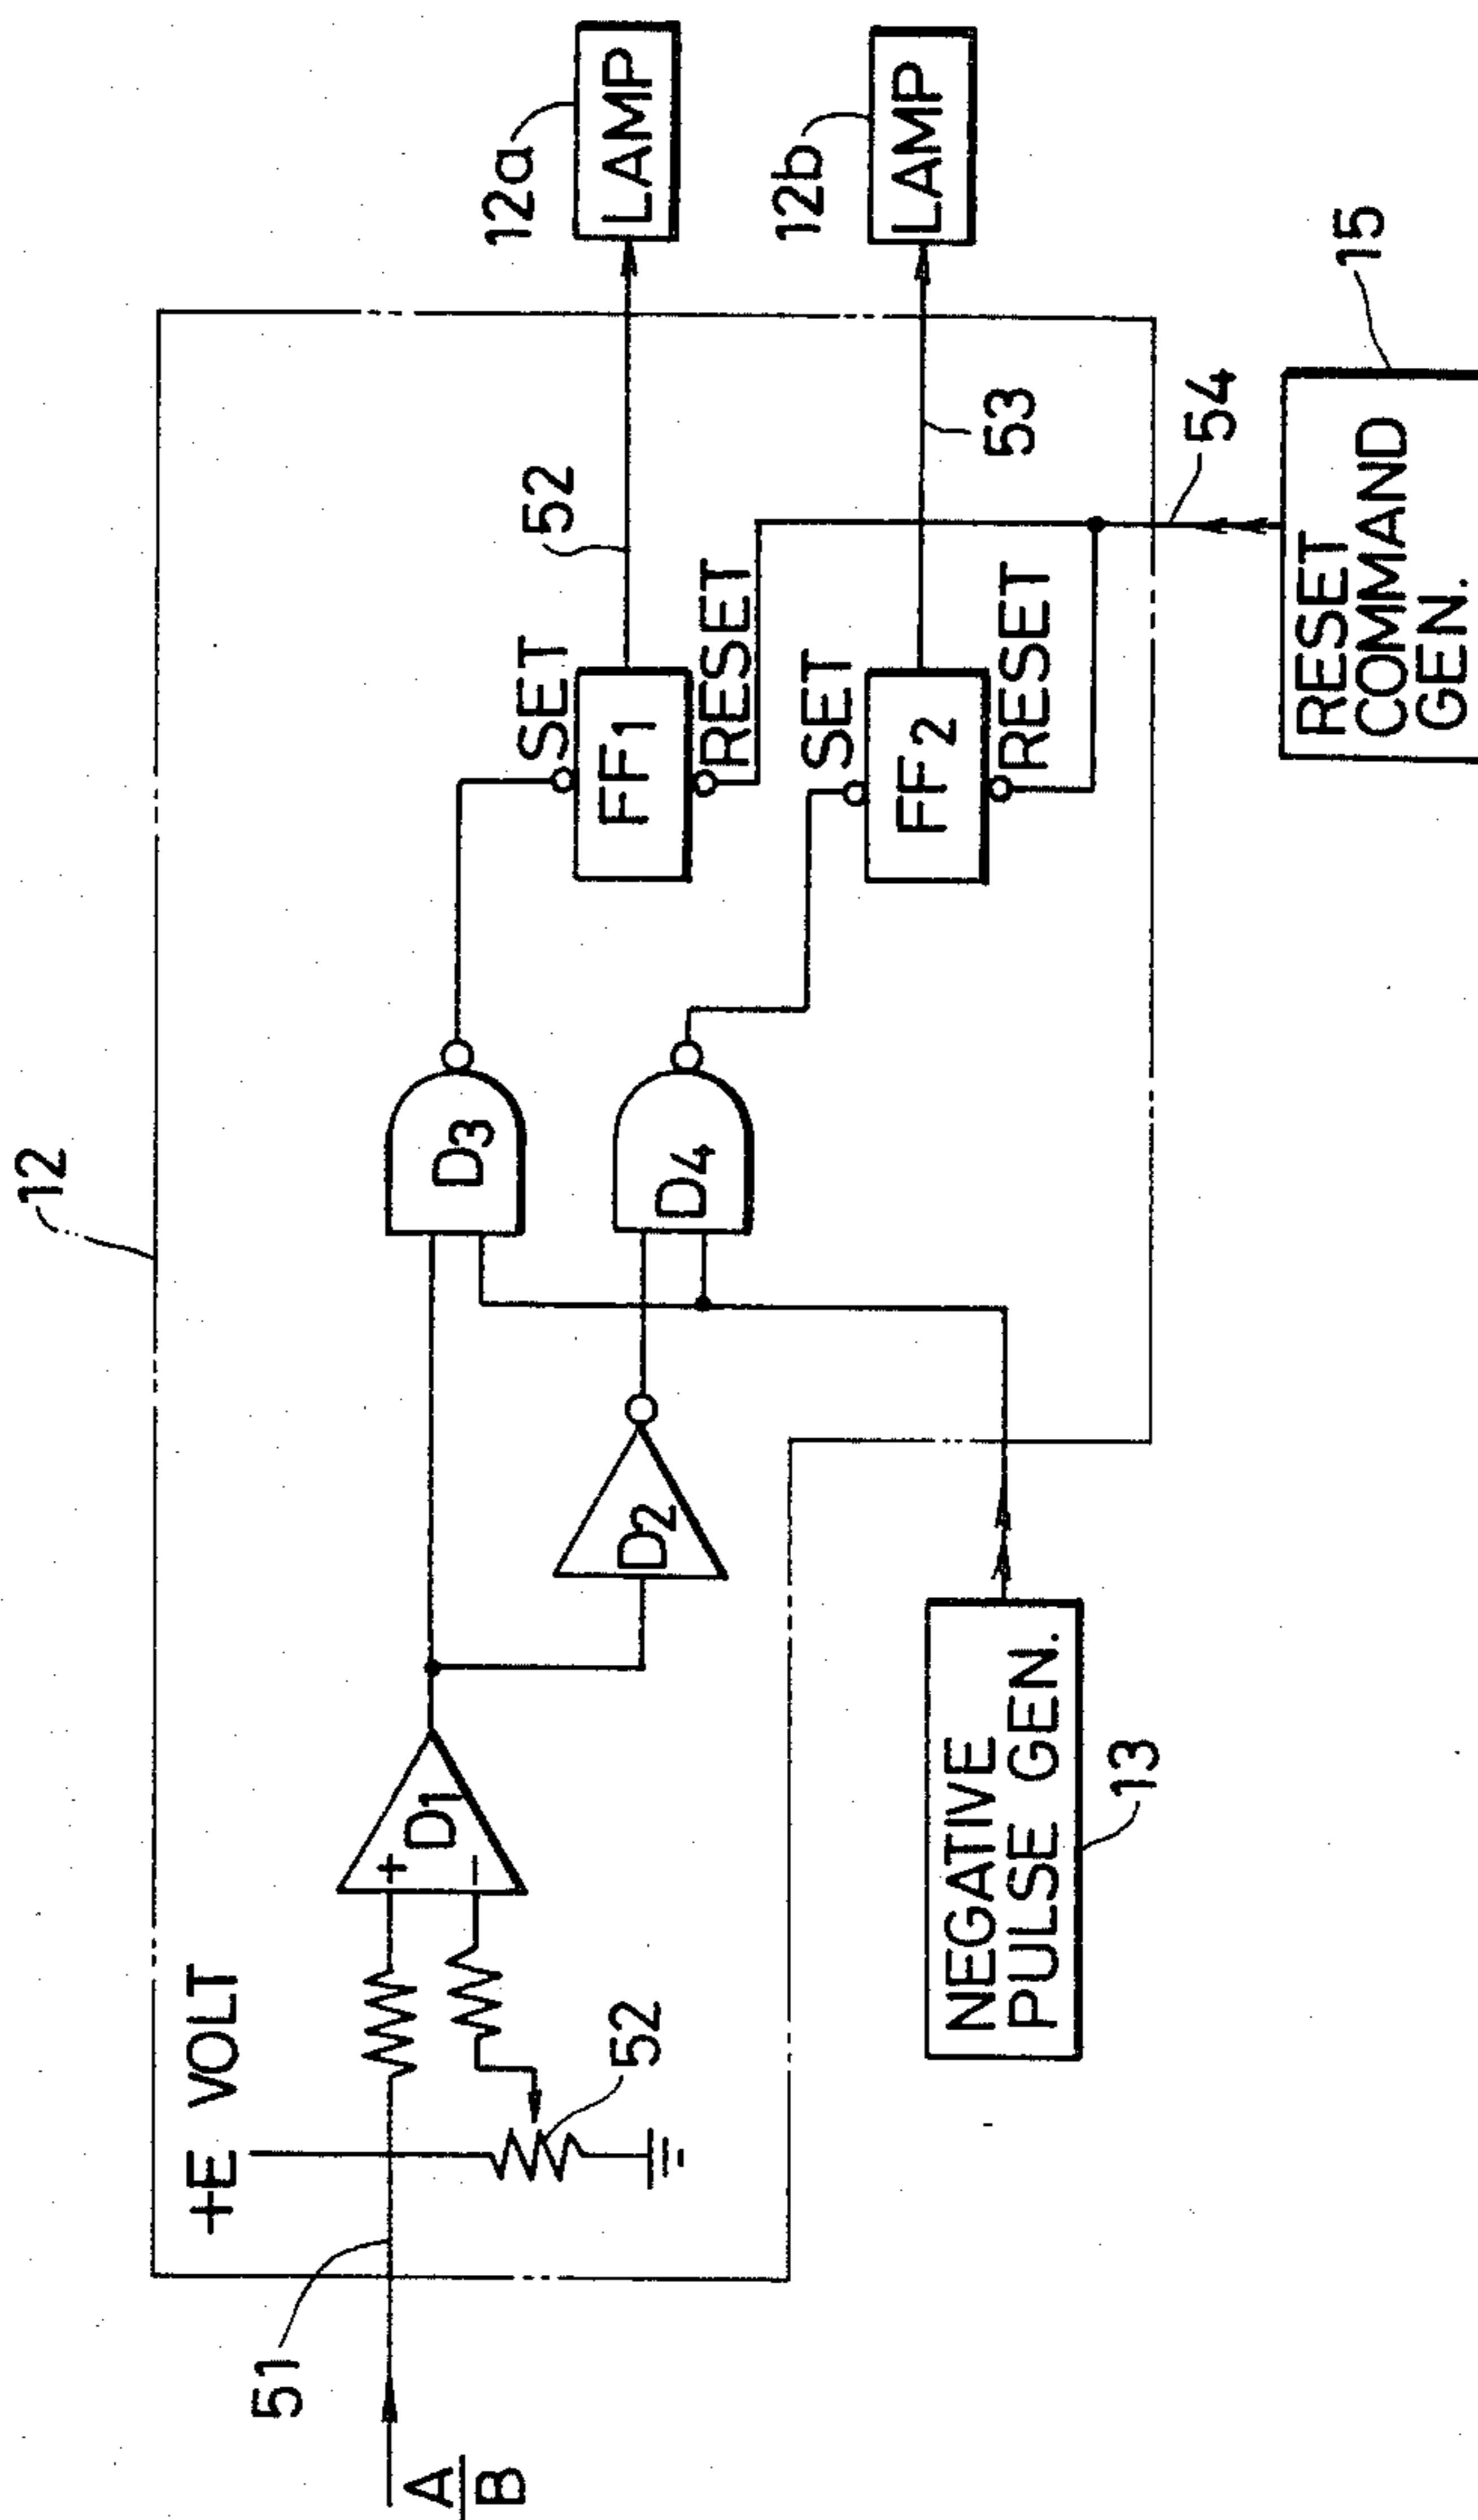 12
+E VOLT
51
A
B
52
+
−
D1
D2
D3
D4
NEGATIVE
PULSE GEN.
13
SET
FF1
RESET
52
SET
FF2
RESET
53
54
12a
LAMP
12b
LAMP
15
RESET
COMMAND
GEN.